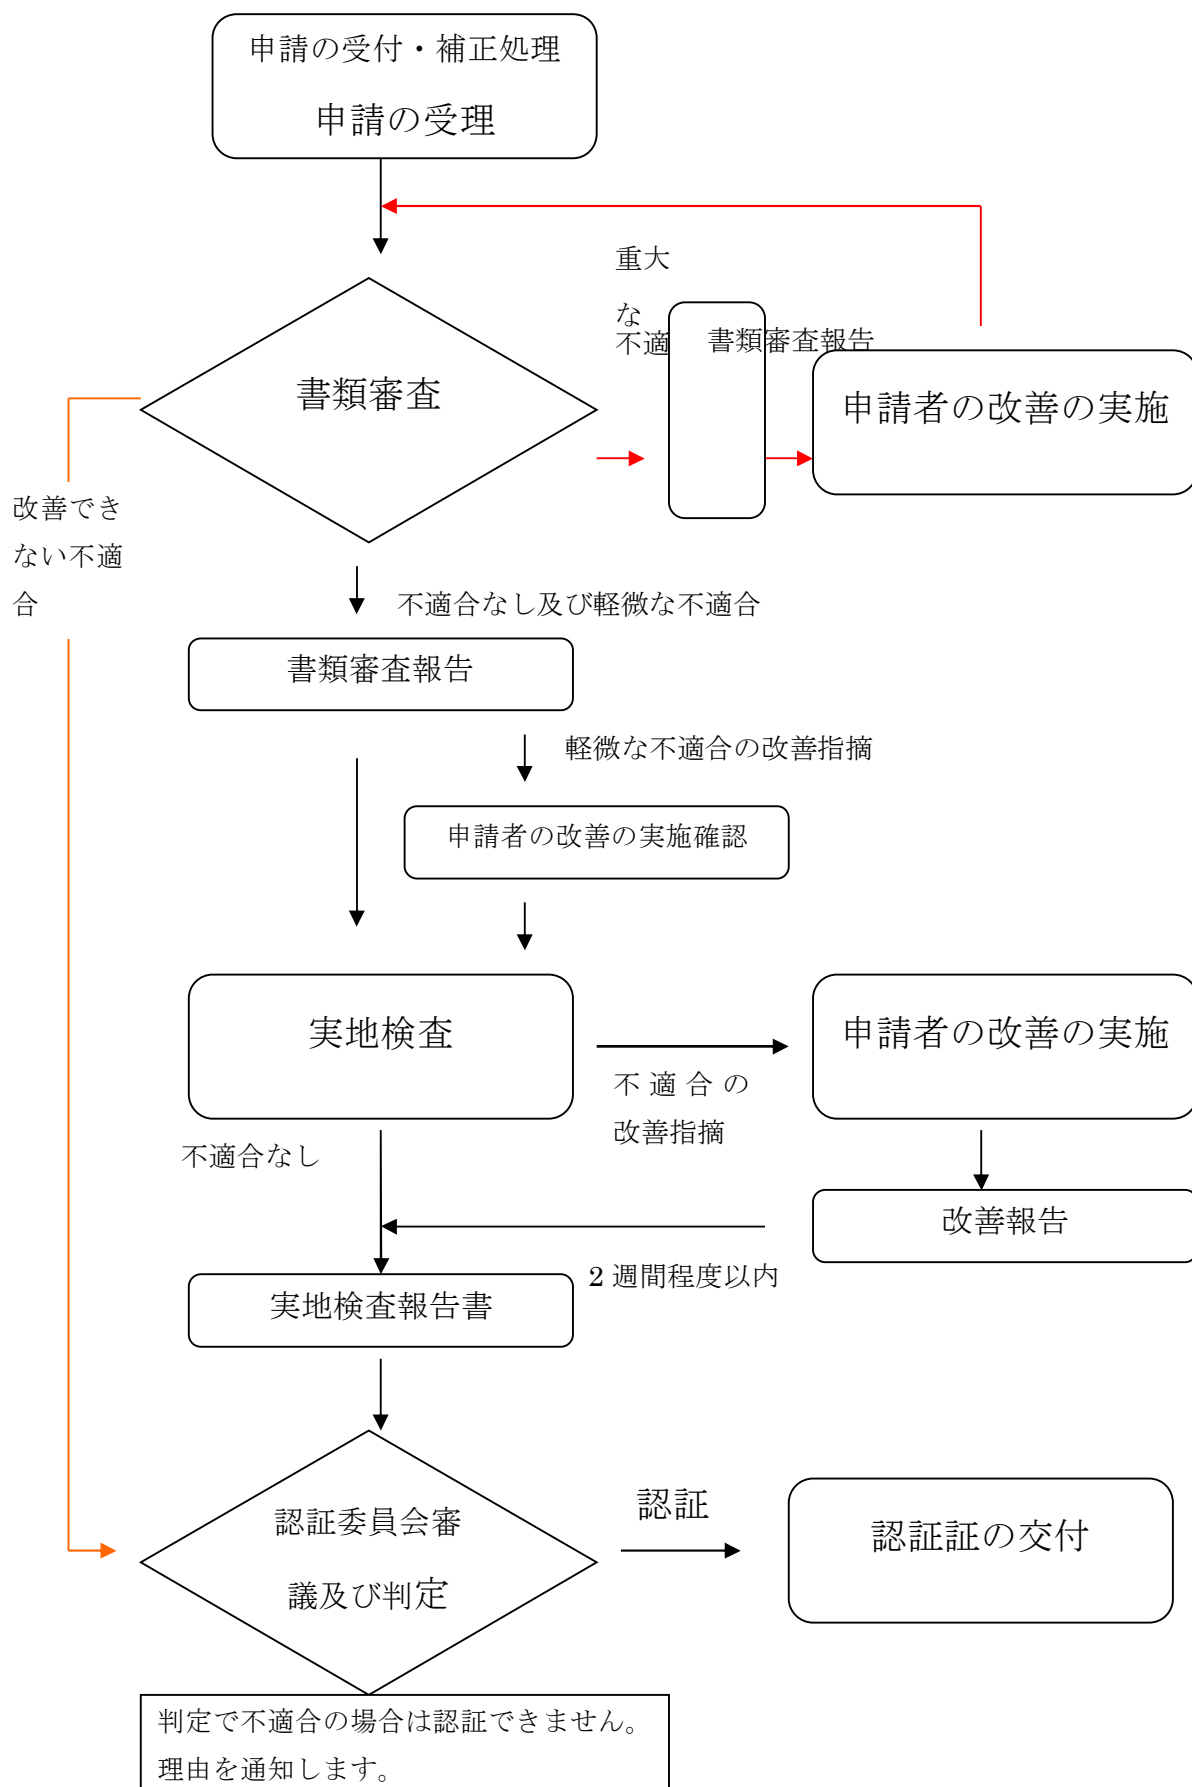 申請の受付・補正処理
申請の受理
重大
な
不適
書類審査報告
書類審査
申請者の改善の実施
改善でき
ない不適
合
不適合なし及び軽微な不適合
書類審査報告
軽微な不適合の改善指摘
申請者の改善の実施確認
実地検査
申請者の改善の実施
不適合の
改善指摘
不適合なし
改善報告
2 週間程度以内
実地検査報告書
認証
認証委員会審
議及び判定
認証証の交付
判定で不適合の場合は認証できません。
理由を通知します。